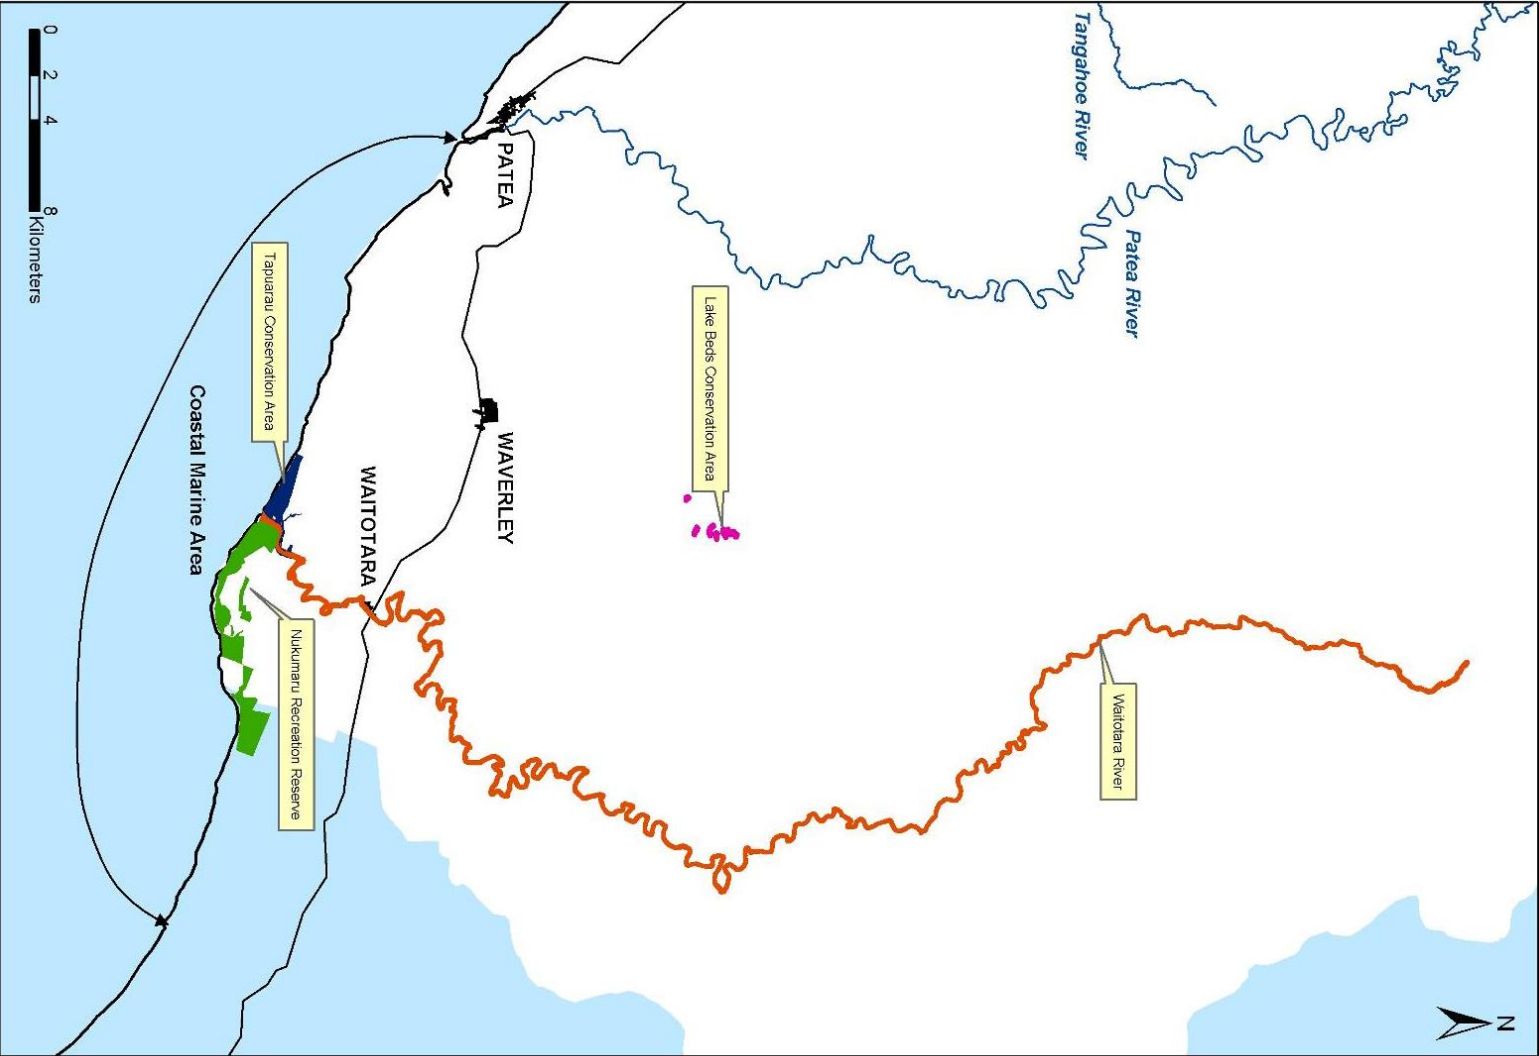 N
Tangahoe River
Patea River
Waitotara River
Lake Beds Conservation Area
PATEA
WAVERLEY
WAITOTARA
Nukumaru Recreation Reserve
Tapuarau Conservation Area
Coastal Marine Area
0 2 4 8
Kilometers